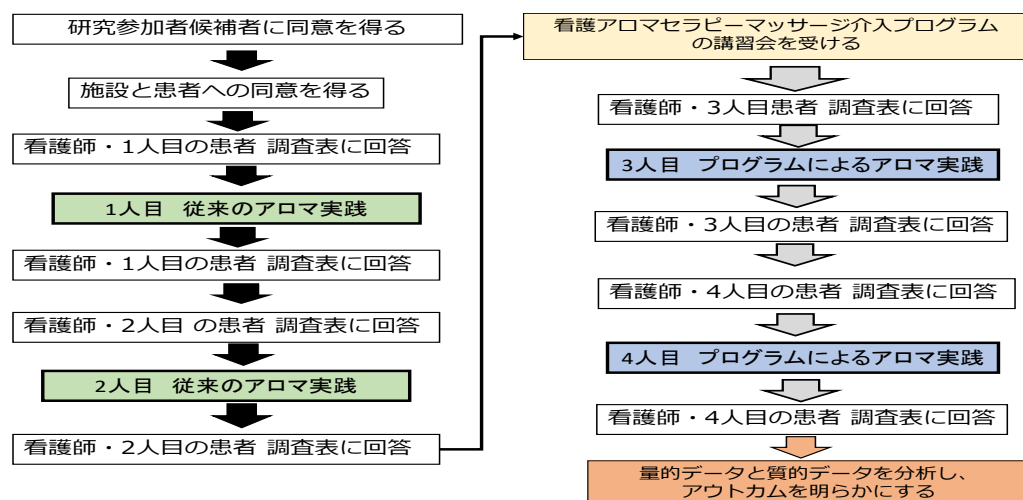 研究参加者候補者に同意を得る
施設と患者への同意を得る
看護師・1人目の患者 調査表に回答
1人目 従来のアロマ実践
看護師・1人目の患者 調査表に回答
看護師・2人目 の患者 調査表に回答
2人目 従来のアロマ実践
看護師・2人目の患者 調査表に回答
看護アロマセラピーマッサージ介入プログラム
の講習会を受ける
看護師・3人目患者 調査表に回答
3人目 プログラムによるアロマ実践
看護師・3人目の患者 調査表に回答
看護師・4人目の患者 調査表に回答
4人目 プログラムによるアロマ実践
看護師・4人目の患者 調査表に回答
量的データと質的データを分析し、
アウトカムを明らかにする